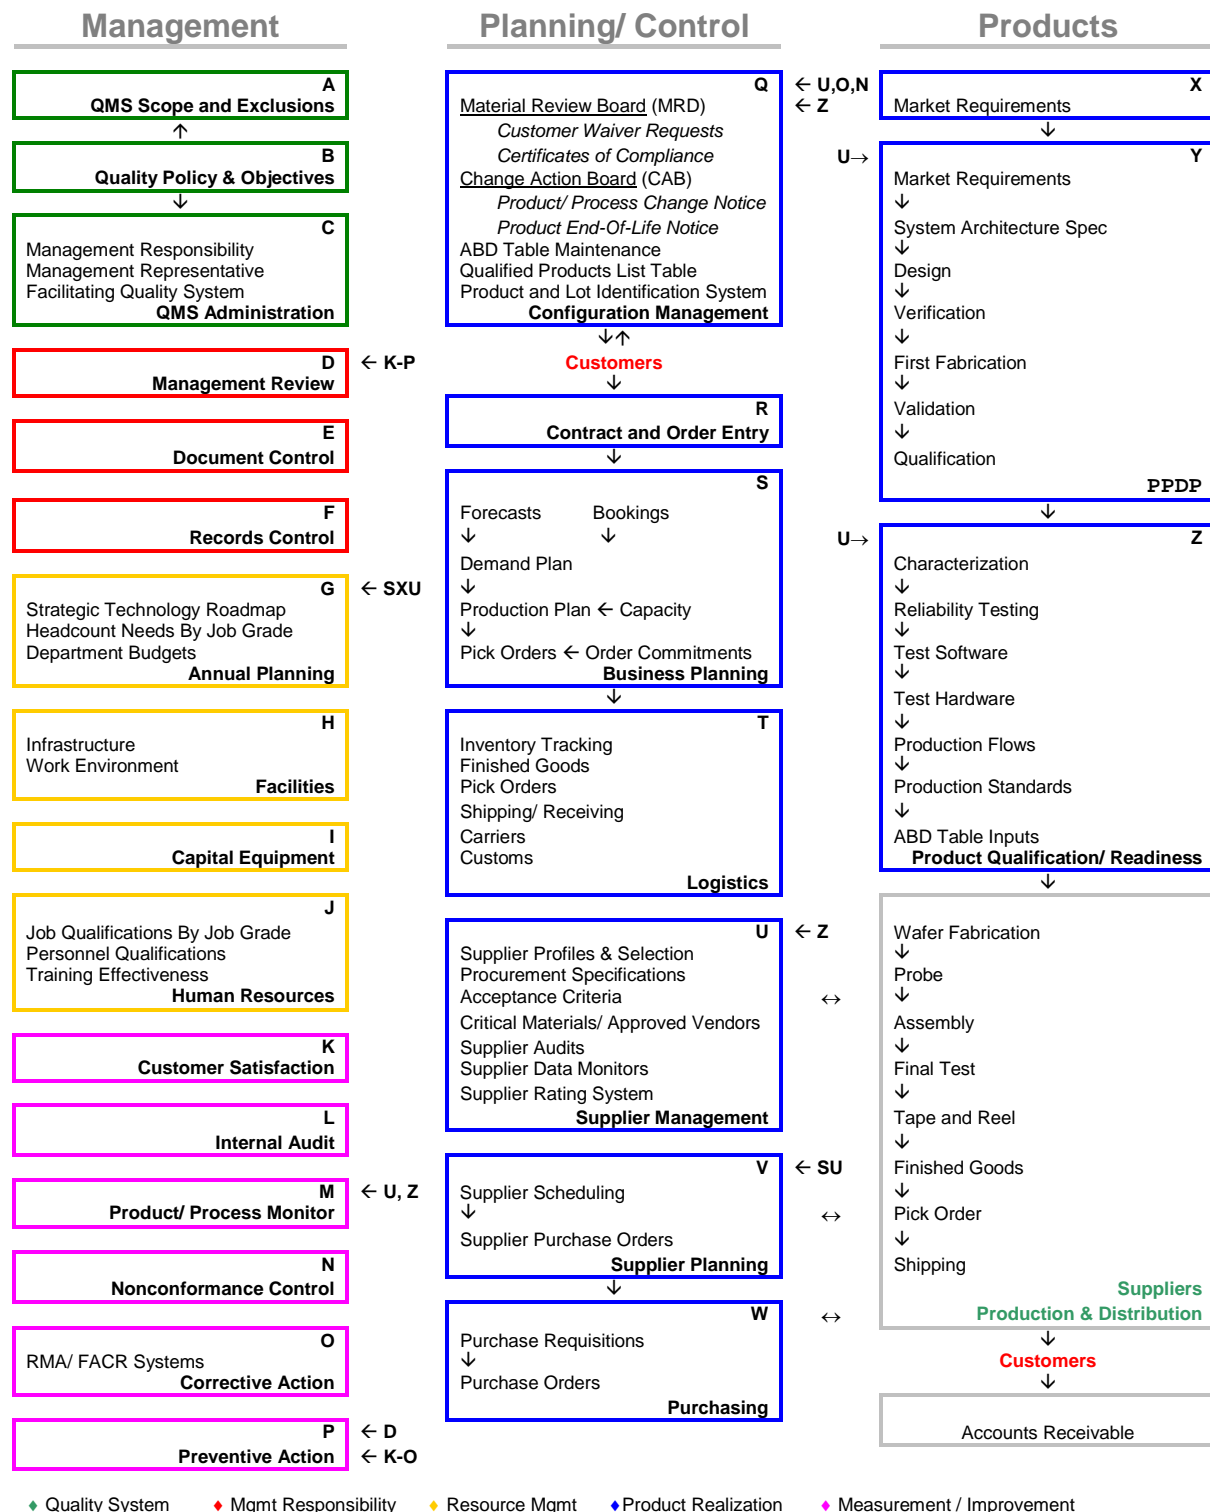 Management
A
QMS Scope and Exclusions
↑
B
Quality Policy & Objectives
↓
C
Management Responsibility
Management Representative
Facilitating Quality System
QMS Administration
D ← K-P
Management Review
E
Document Control
F
Records Control
G ← SXU
Strategic Technology Roadmap
Headcount Needs By Job Grade
Department Budgets
Annual Planning
H
Infrastructure
Work Environment
Facilities
I
Capital Equipment
J
Job Qualifications By Job Grade
Personnel Qualifications
Training Effectiveness
Human Resources
K
Customer Satisfaction
L
Internal Audit
M ← U, Z
Product/ Process Monitor
N
Nonconformance Control
O
RMA/ FACR Systems
Corrective Action
P ← D
Preventive Action ← K-O
Planning/ Control
Q ← U,O,N
Material Review Board (MRD) ← Z
Customer Waiver Requests
Certificates of Compliance
Change Action Board (CAB)
Product/ Process Change Notice
Product End-Of-Life Notice
ABD Table Maintenance
Qualified Products List Table
Product and Lot Identification System
Configuration Management
↓↑
Customers
↓
R
Contract and Order Entry
↓
S
Forecasts Bookings
↓ ↓
Demand Plan
↓
Production Plan ← Capacity
↓
Pick Orders ← Order Commitments
Business Planning
↓
T
Inventory Tracking
Finished Goods
Pick Orders
Shipping/ Receiving
Carriers
Customs
Logistics
U ← Z
Supplier Profiles & Selection
Procurement Specifications
Acceptance Criteria ↔
Critical Materials/ Approved Vendors
Supplier Audits
Supplier Data Monitors
Supplier Rating System
Supplier Management
V ← SU
Supplier Scheduling
↓ ↔
Supplier Purchase Orders
Supplier Planning
↓
W ↔
Purchase Requisitions
↓
Purchase Orders
Purchasing
Products
X
Market Requirements
↓
U→ Y
Market Requirements
↓
System Architecture Spec
↓
Design
↓
Verification
↓
First Fabrication
↓
Validation
↓
Qualification
PPDP
↓
U→ Z
Characterization
↓
Reliability Testing
↓
Test Software
↓
Test Hardware
↓
Production Flows
↓
Production Standards
↓
ABD Table Inputs
Product Qualification/ Readiness
↓
Wafer Fabrication
↓
Probe
↓
Assembly
↓
Final Test
↓
Tape and Reel
↓
Finished Goods
↓
Pick Order
↓
Shipping
Suppliers
Production & Distribution
↓
Customers
↓
Accounts Receivable
♦ Quality System ♦ Mgmt Responsibility ♦ Resource Mgmt ♦Product Realization ♦ Measurement / Improvement